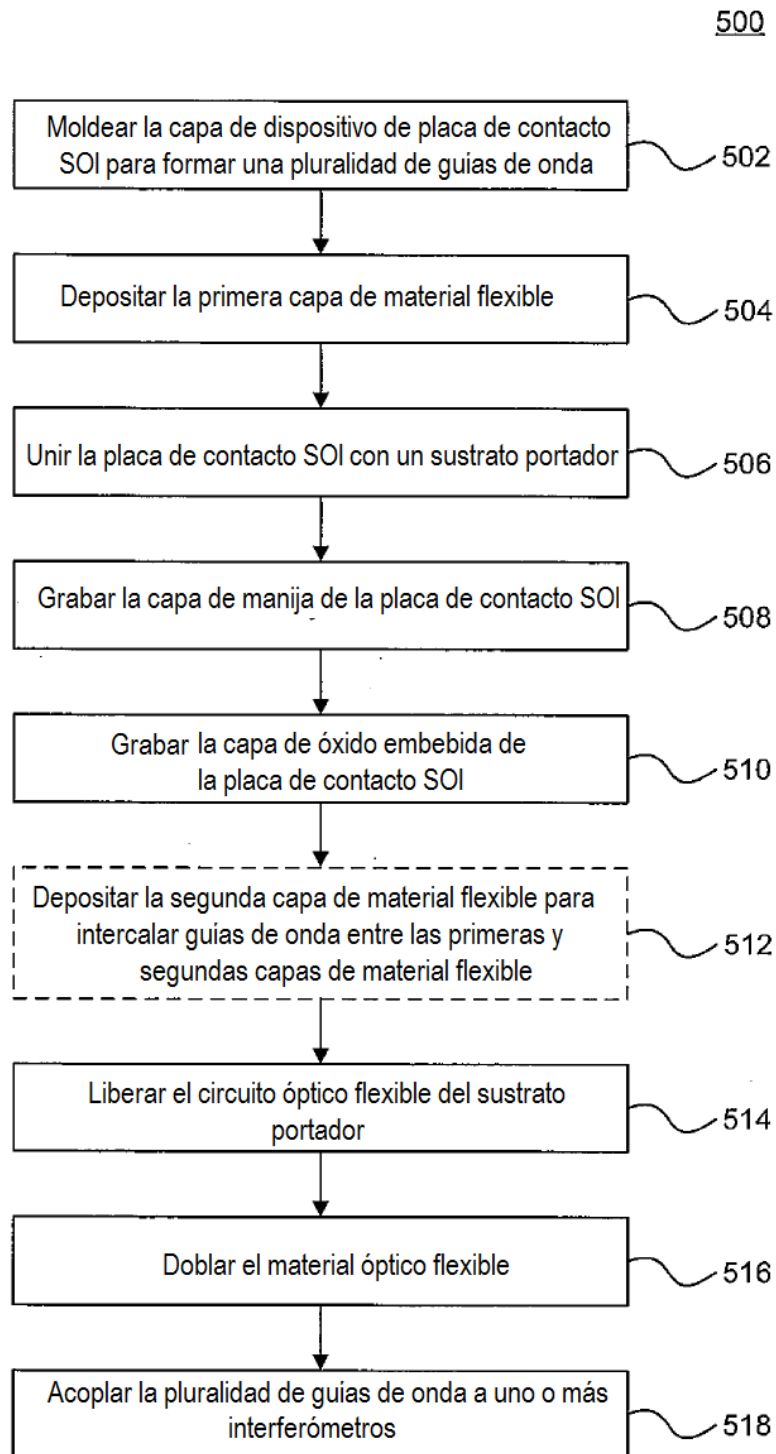 500
Moldear la capa de dispositivo de placa de contacto
SOI para formar una pluralidad de guías de onda
502
Depositar la primera capa de material flexible
504
Unir la placa de contacto SOI con un sustrato portador
506
Grabar la capa de manija de la placa de contacto SOI
508
Grabar la capa de óxido embebida de
la placa de contacto SOI
510
Depositar la segunda capa de material flexible para
intercalar guías de onda entre las primeras y
segundas capas de material flexible
512
Liberar el circuito óptico flexible del sustrato
portador
514
Doblar el material óptico flexible
516
Acoplar la pluralidad de guías de onda a uno o más
interferómetros
518